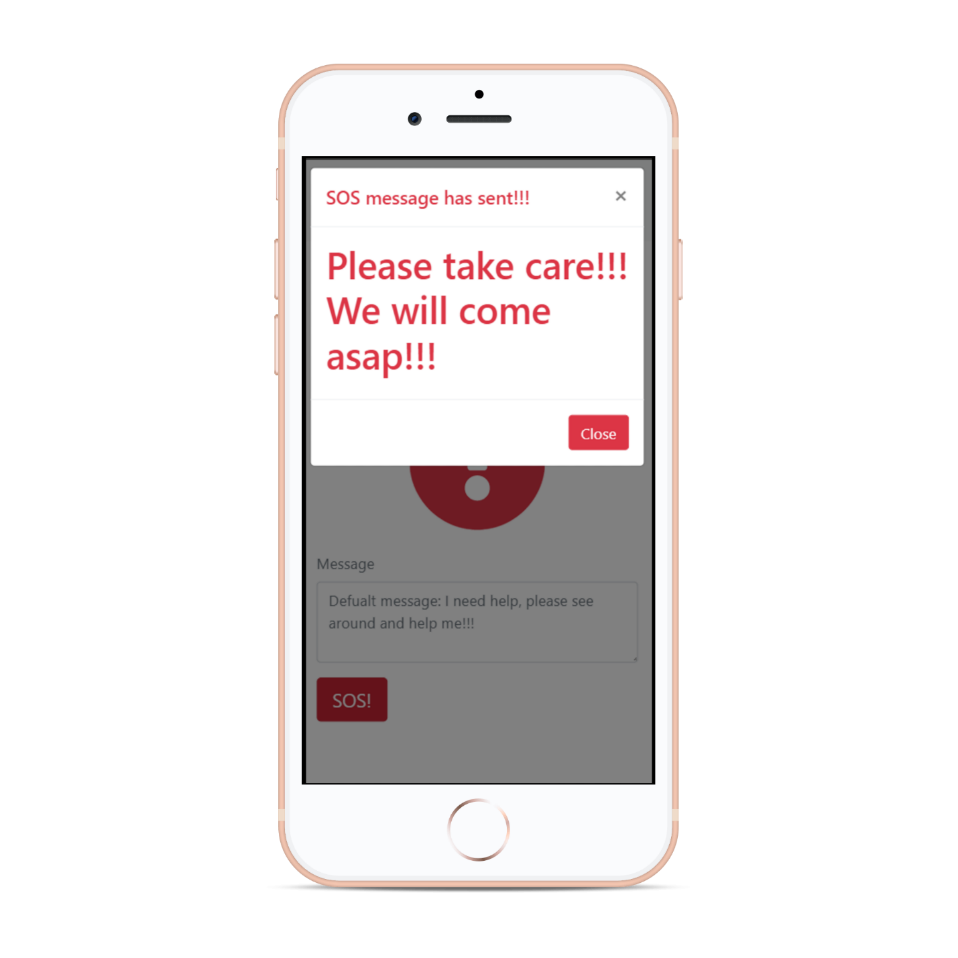 SOS message has sent!!!
×
Please take care!!!
We will come
asap!!!
Close
Message
Defualt message: I need help, please see
around and help me!!!
SOS!